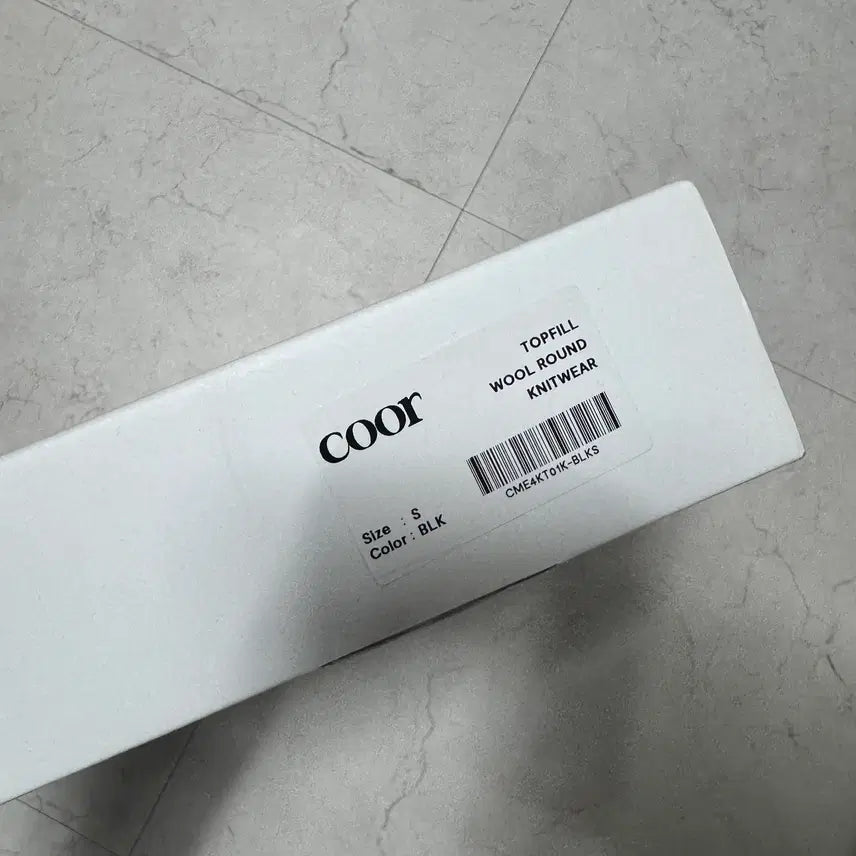 coor
TOPFILL
WOOL ROUND
KNITWEAR
CME4KT01K-BLKS
Size : S
Color : BLK